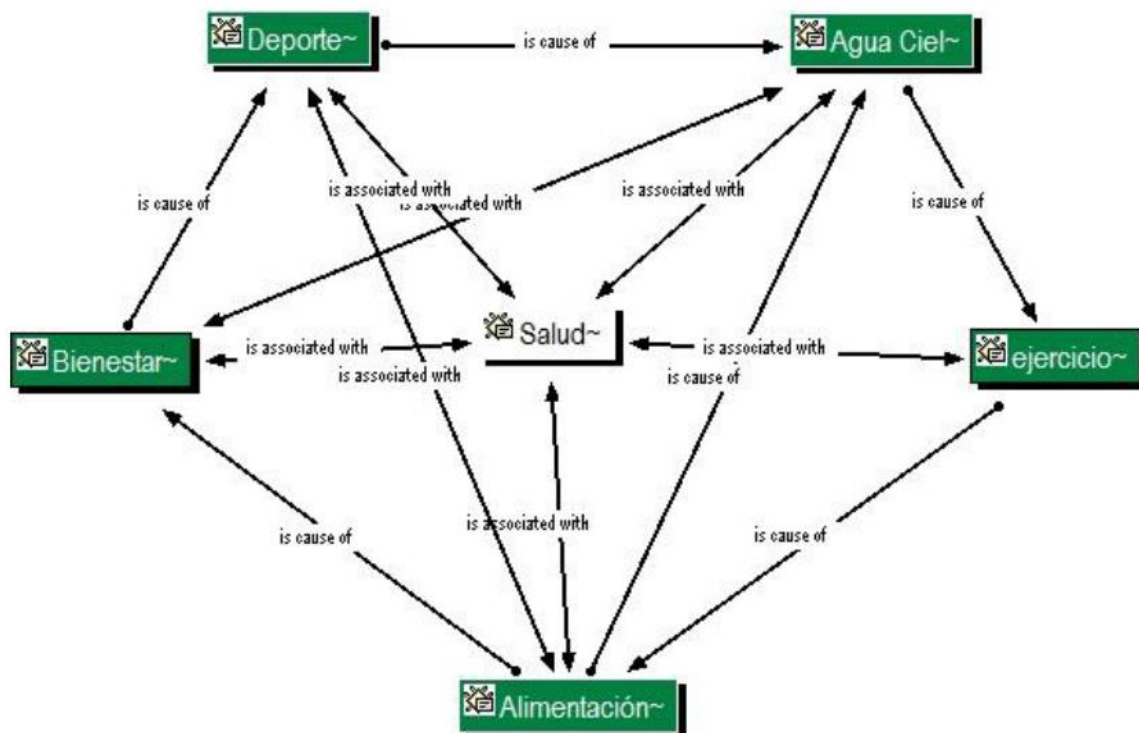 Deporte~
is cause of
Agua Ciel~
is associated with
is associated with
is cause of
is associated with
is cause of
Salud~
Bienestar~
is associated with
is associated with
ejercicio~
is associated with
is cause of
is associated with
is cause of
is cause of
Alimentación~